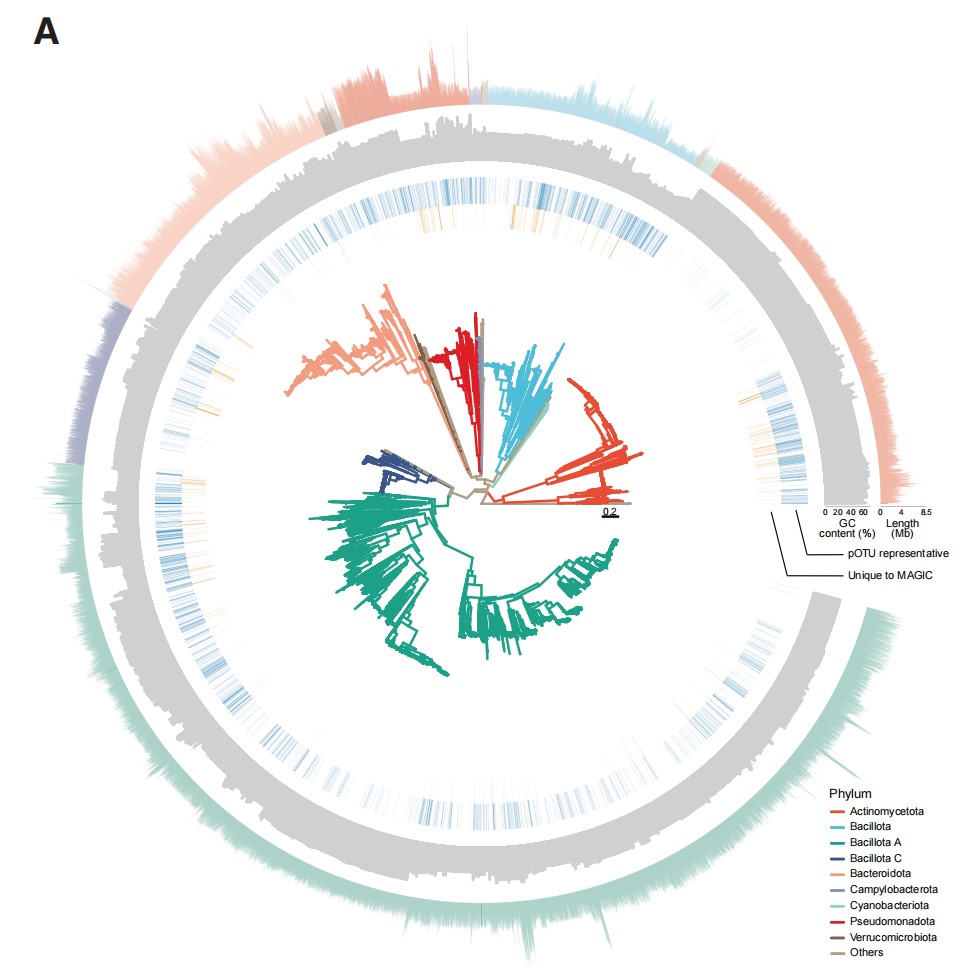 A
0.2
0 20 40 60 0 4 8.5
GC Length
content (%) (Mb)
pOTU representative
Unique to MAGIC
Phylum
Actinomycetota
Bacillota
Bacillota A
Bacillota C
Bacteroidota
Campylobacterota
Cyanobacteriota
Pseudomonadota
Verrucomicrobiota
Others